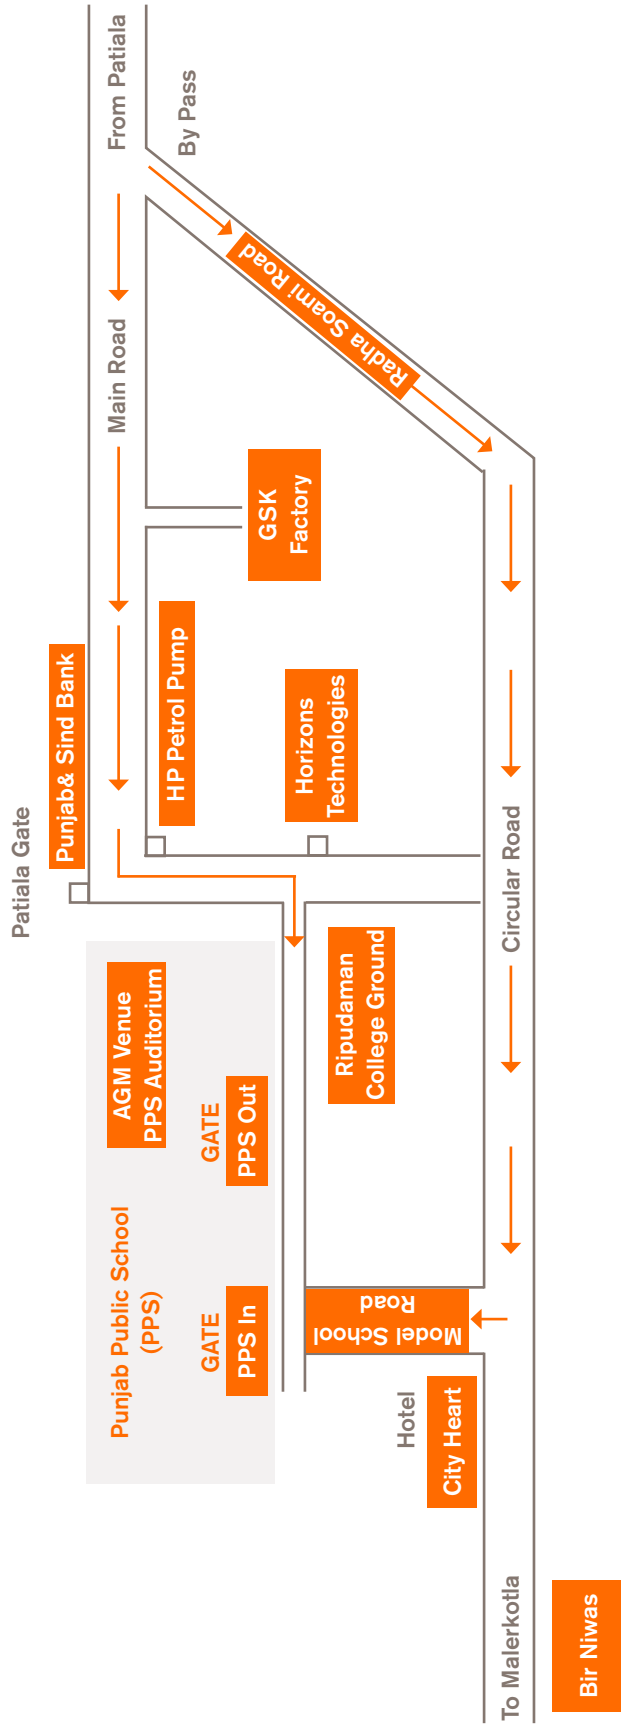 Patiala Gate
Punjab& Sind Bank
From Patiala
Main Road
By Pass
Radha Soami Road
HP Petrol Pump
GSK
Factory
Horizons
Technologies
AGM Venue
PPS Auditorium
Punjab Public School
(PPS)
GATE
PPS Out
GATE
PPS In
Ripudaman
College Ground
Model School
Road
Hotel
City Heart
Circular Road
To Malerkotla
Bir Niwas